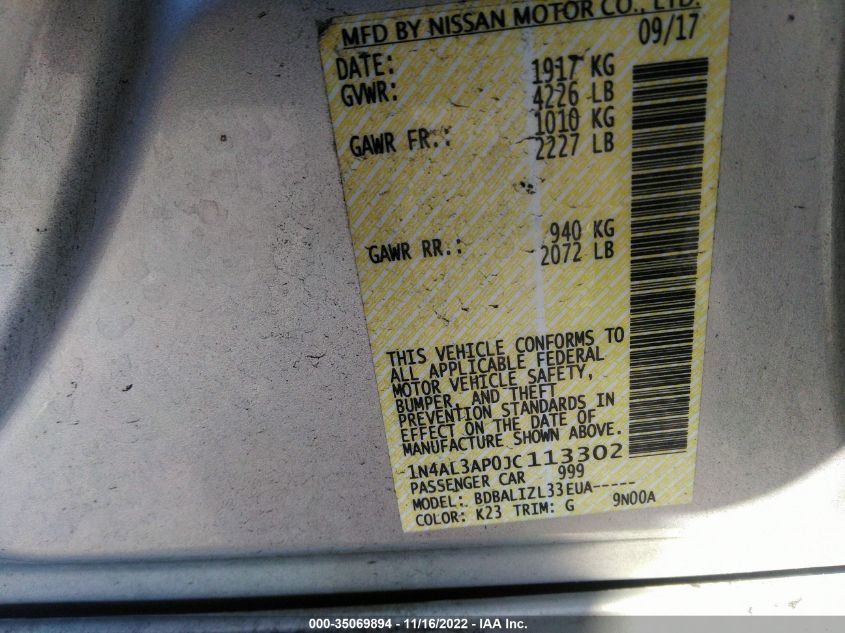 MFD BY NISSAN MOTOR CO., LTD.
DATE: 09/17
GVWR: 1917 KG
4226 LB
GAWR FR.: 1010 KG
2227 LB
GAWR RR.: 940 KG
2072 LB
THIS VEHICLE CONFORMS TO
ALL APPLICABLE FEDERAL
MOTOR VEHICLE SAFETY,
BUMPER, AND THEFT
PREVENTION STANDARDS IN
EFFECT ON THE DATE OF
MANUFACTURE SHOWN ABOVE.
1N4AL3AP0JC113302
PASSENGER CAR 999
MODEL: BDBALIZL33EUA-----
COLOR: K23 TRIM: G 9N00A
000-35069894 - 11/16/2022 - IAA Inc.